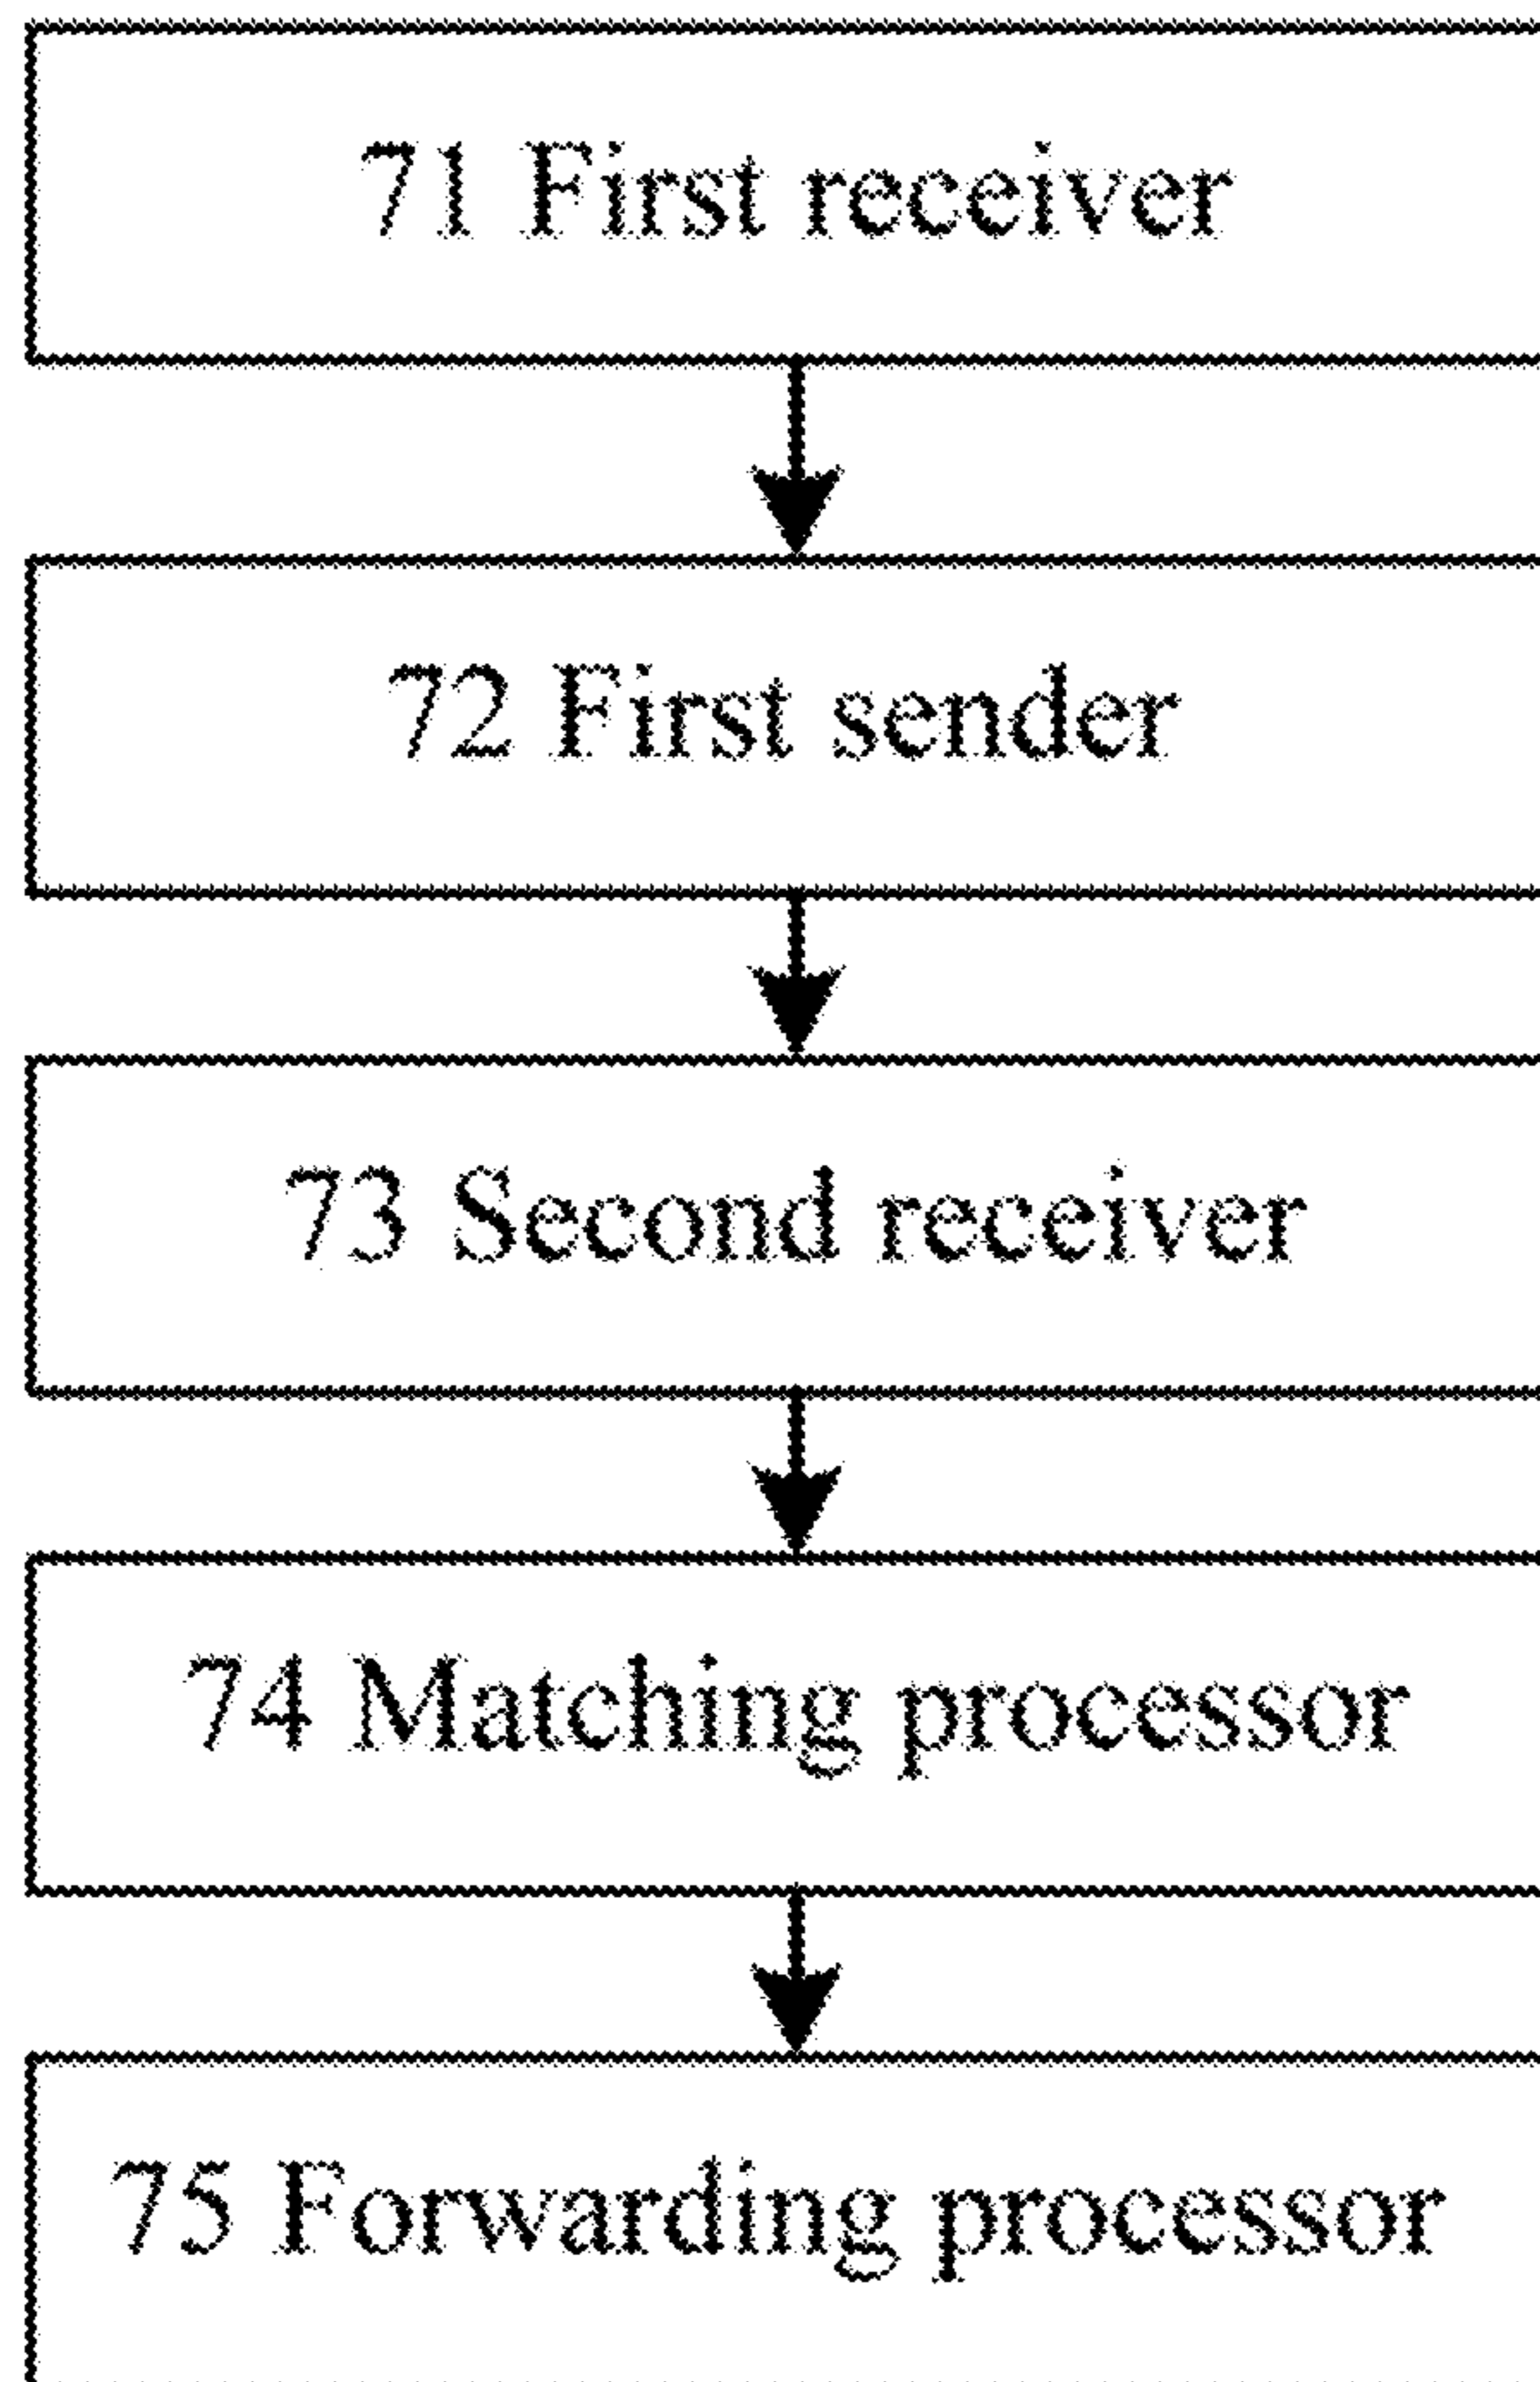 71 First receiver
72 First sender
73 Second receiver
74 Matching processor
75 Forwarding processor